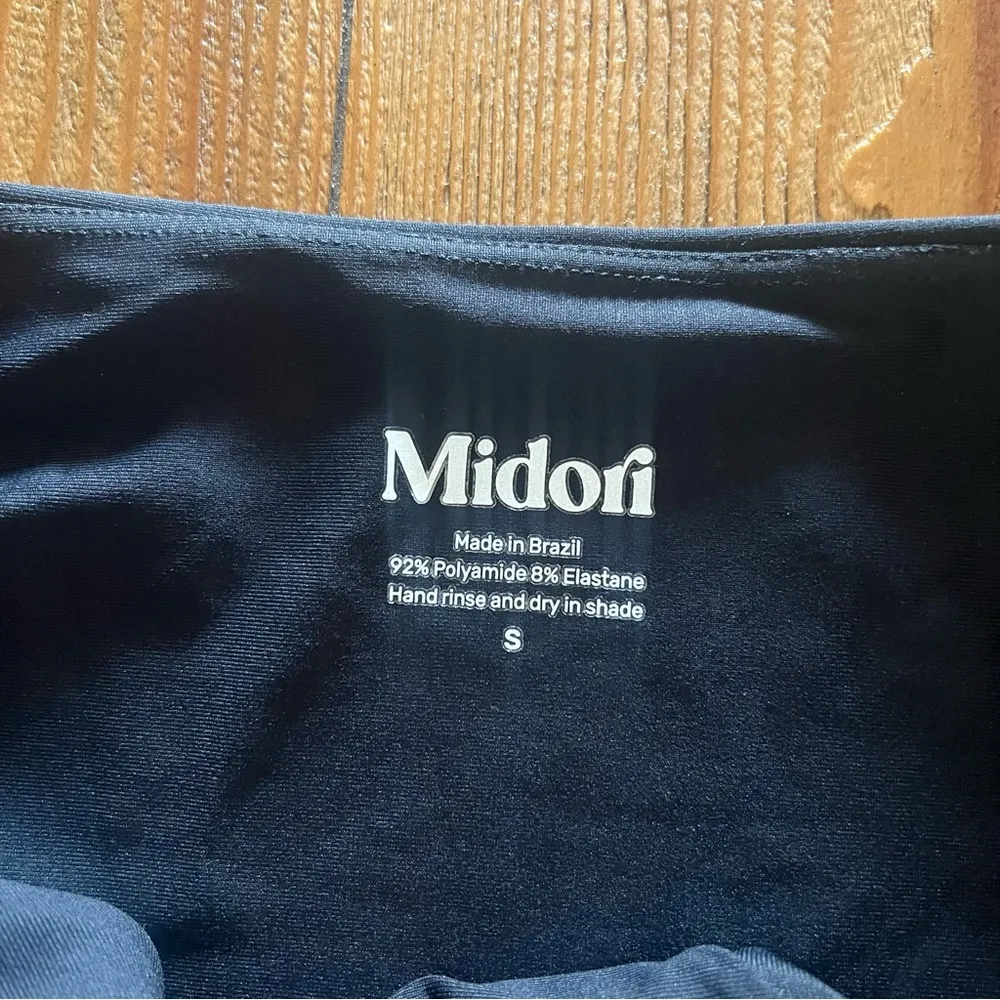 Midori
Made in Brazil
92% Polyamide 8% Elastane
Hand rinse and dry in shade
S